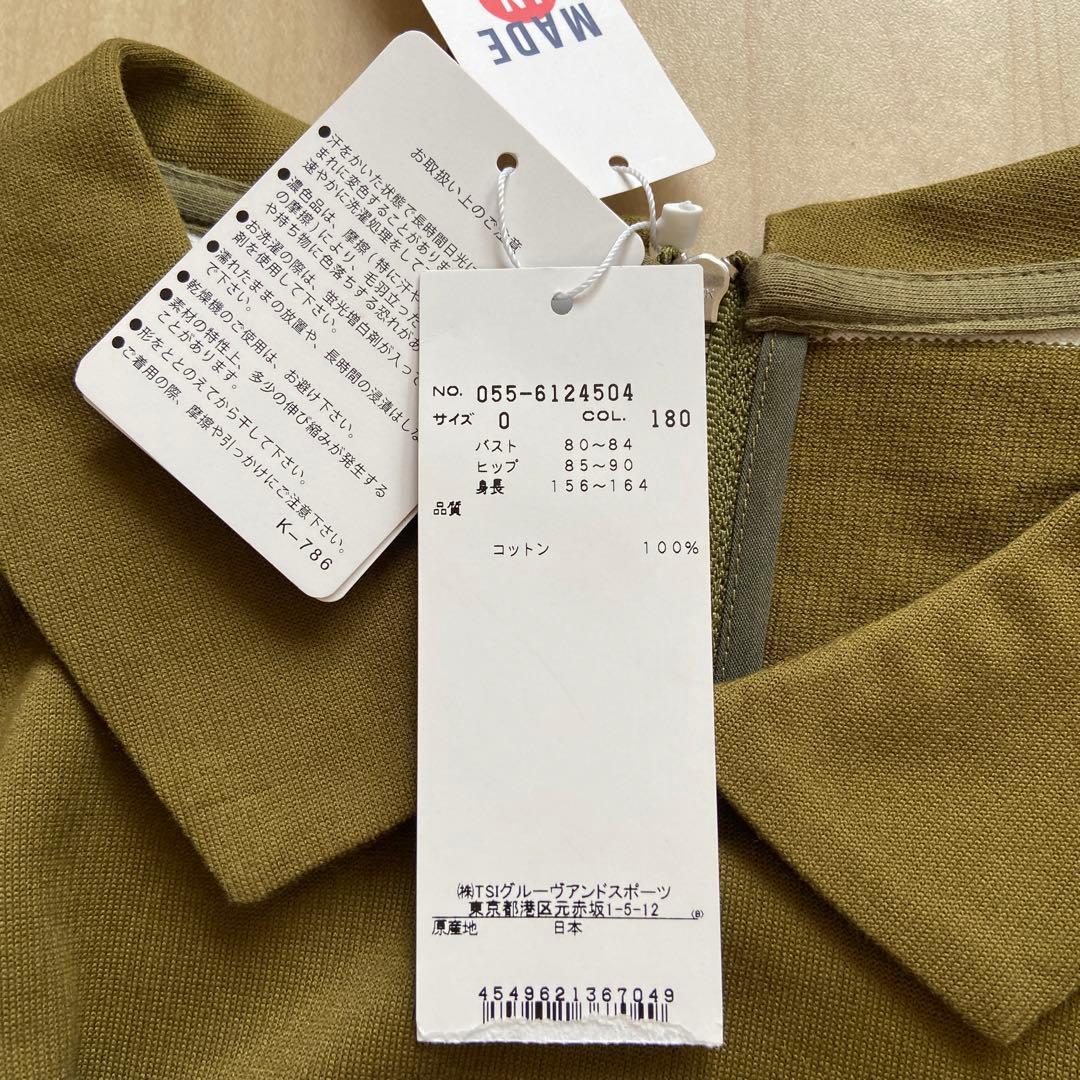 MADE
IN
お取扱い上のご注意
●汗をかいた状態で長時間日光に
まれに変色することがありま
速やかに洗濯処理をして
●濃色品は、摩擦(特に汗や
の摩擦)により、毛羽立った
や持ち物に色落ちする恐れがあ
●お洗濯の際は、蛍光増白剤が入って
剤を使用して下さい。
●濡れたままの放置や、長時間の浸漬はしな
で下さい。
●乾燥機のご使用は、お避け下さい。
●素材の特性上、多少の伸び縮みが発生する
ことがあります。
●形をととのえてから干して下さい。
●ご着用の際、摩擦や引っかけにご注意下さい。
K-786
NO. 055-6124504
サイズ 0 COL. 180
バスト 80～84
ヒップ 85～90
身長 156～164
品質
コットン 100%
㈱TSIグルーヴアンドスポーツ
東京都港区元赤坂1-5-12 (B)
原産地 日本
4549621367049